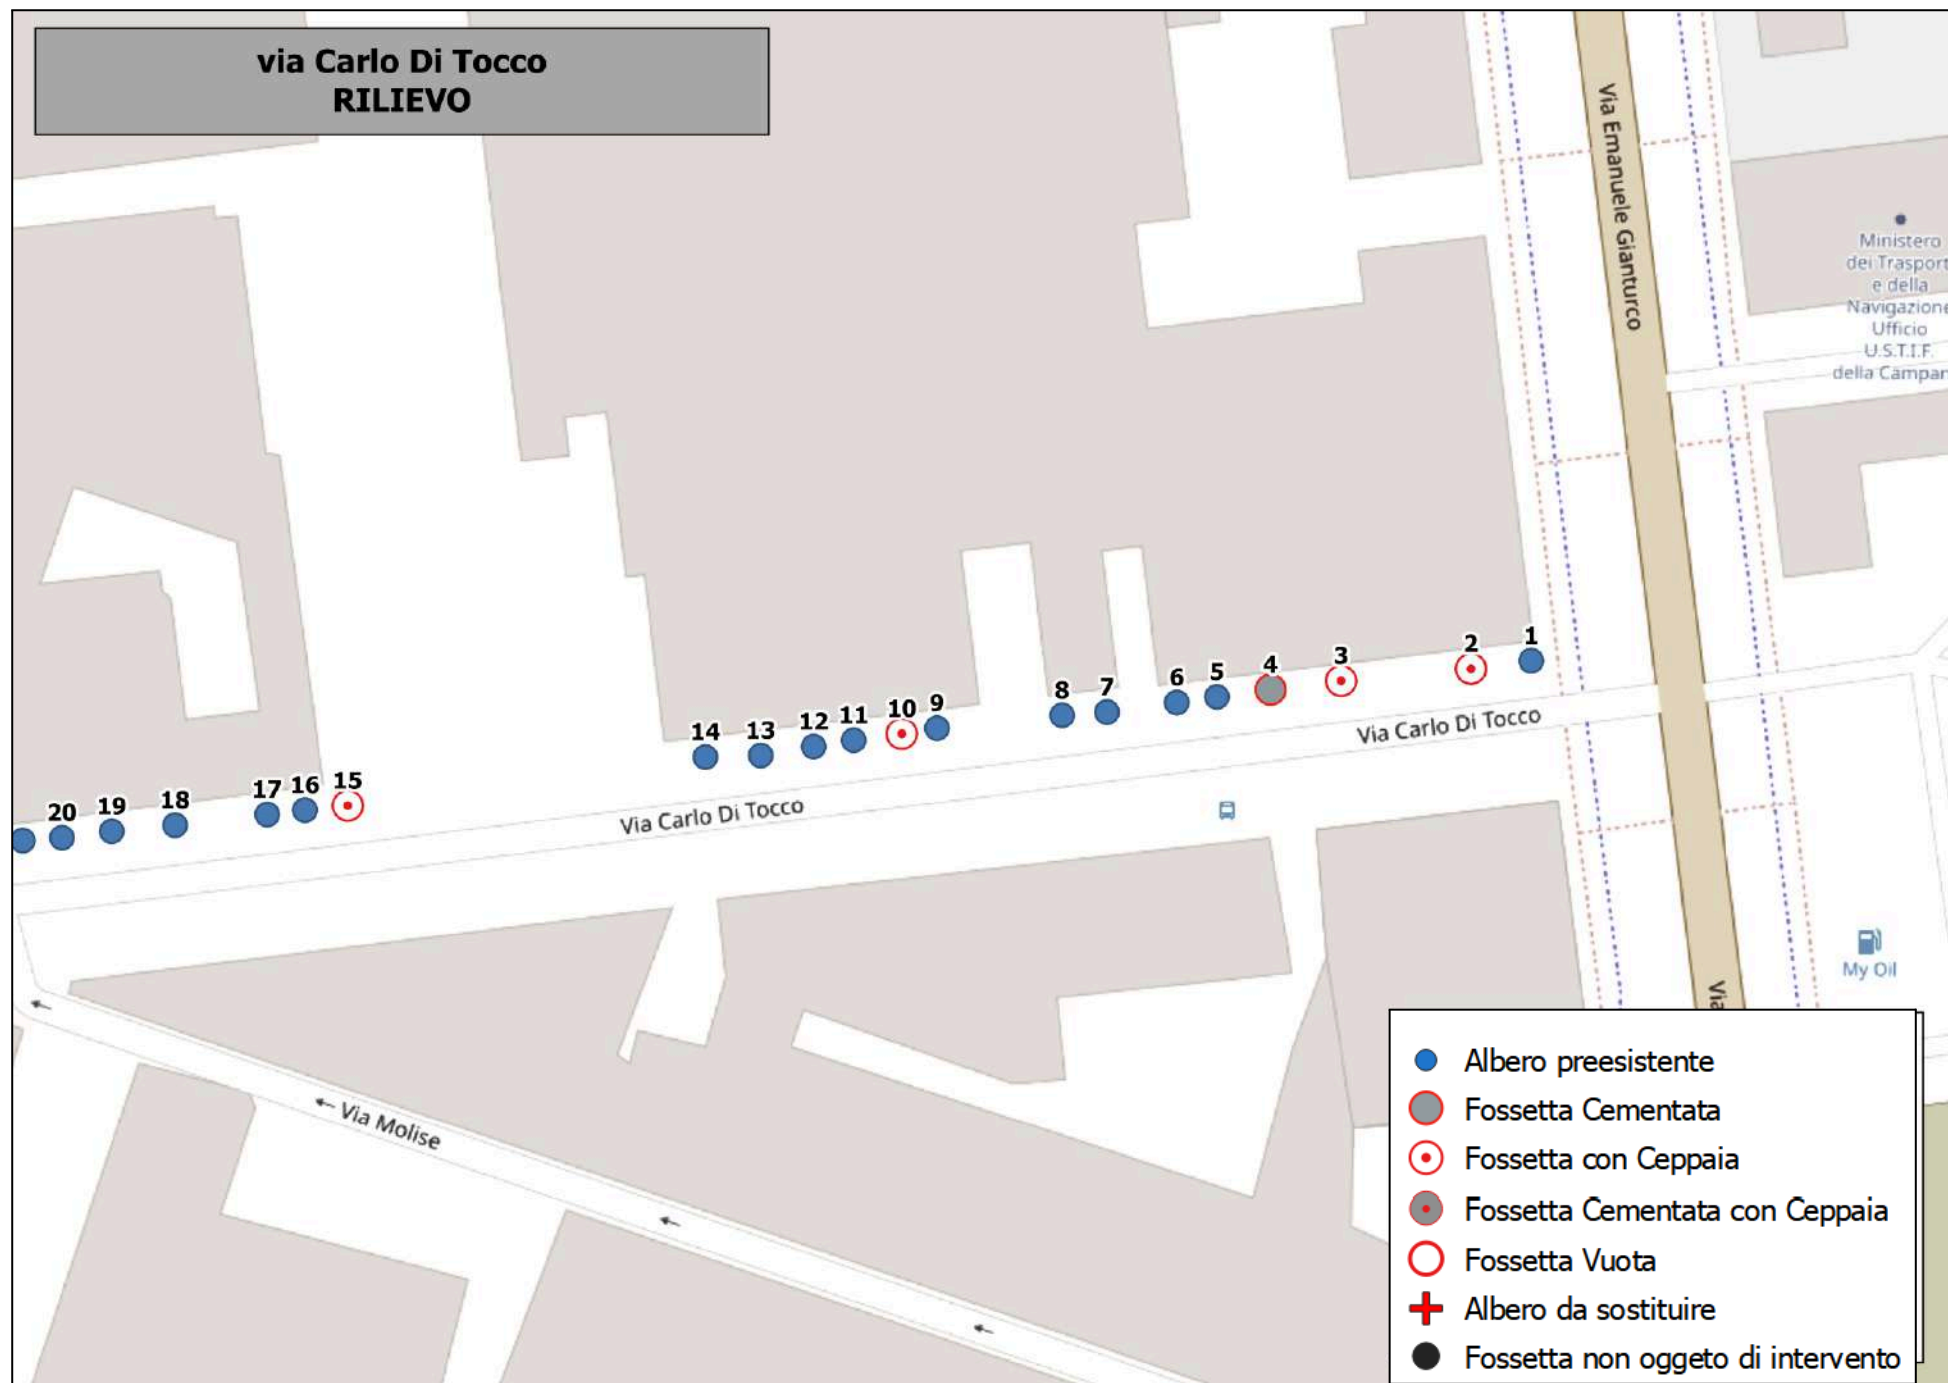 via Carlo Di Tocco
RILIEVO
Via Emanuele Gianturco
Ministero
dei Trasport
e della
Navigazione
Ufficio
U.S.T.I.F.
della Campan
1
2
3
4
5
6
7
8
9
10
11
12
13
14
15
16
17
18
19
20
Via Carlo Di Tocco
Via Carlo Di Tocco
My Oil
Via
Via Molise
Albero preesistente
Fossetta Cementata
Fossetta con Ceppaia
Fossetta Cementata con Ceppaia
Fossetta Vuota
Albero da sostituire
Fossetta non oggeto di intervento